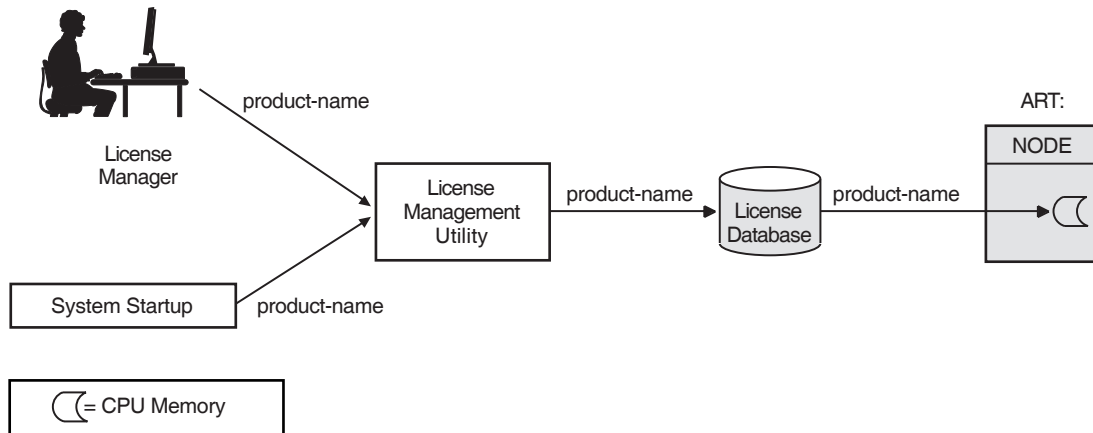 product-name
ART:
License
Manager
NODE
License
Management
Utility
product-name
License
Database
product-name
System Startup
product-name
= CPU Memory